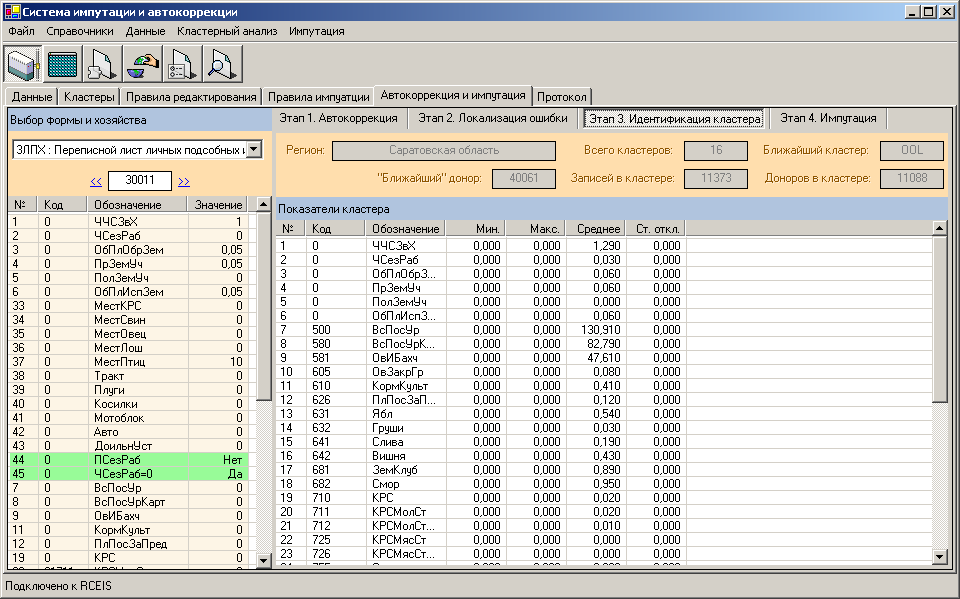 Система импутации и автокоррекции
Файл Справочники Данные Кластерный анализ Импутация
Данные Кластеры Правила редактирования Правила импуатции Автокоррекция и импутация Протокол
Выбор формы и хозяйства
Этап 1. Автокоррекция Этап 2. Локализация ошибки Этап 3. Идентификация кластера Этап 4. Импутация
3ЛПХ : Переписной лист личных подсобных
<< 30011 >>
Регион: Саратовская область Всего кластеров: 16 Ближайший кластер: OOL
"Ближайший" донор: 40061 Записей в кластере: 11373 Доноров в кластере: 11088
№ Код Обозначение Значение
1 0 ЧЧСЗвХ 1
2 0 ЧСезРаб 0
3 0 ОбПлОбрЗем 0,05
4 0 ПрЗемУч 0,05
5 0 ПолЗемУч 0
6 0 ОбПлИспЗем 0,05
33 0 МестКРС 0
34 0 МестСвин 0
35 0 МестОвец 0
36 0 МестЛош 0
37 0 МестПтиц 10
38 0 Тракт 0
39 0 Плуги 0
40 0 Косилки 0
41 0 Мотоблок 0
42 0 Авто 0
43 0 ДоильнУст 0
44 0 ПСезРаб Нет
45 0 ЧСезРаб=0 Да
7 0 ВсПосУр 0
8 0 ВсПосУрКарт 0
9 0 ОвИБахч 0
11 0 КормКульт 0
12 0 ПлПосЗаПред 0
19 0 КРС 0
Показатели кластера
№ Код Обозначение Мин. Макс. Среднее Ст. откл.
1 0 ЧЧСЗвХ 0,000 0,000 1,290 0,000
2 0 ЧСезРаб 0,000 0,000 0,030 0,000
3 0 ОбПлОбрЗ... 0,000 0,000 0,060 0,000
4 0 ПрЗемУч 0,000 0,000 0,060 0,000
5 0 ПолЗемУч 0,000 0,000 0,000 0,000
6 0 ОбПлИспЗ... 0,000 0,000 0,060 0,000
7 500 ВсПосУр 0,000 0,000 130,910 0,000
8 580 ВсПосУрК... 0,000 0,000 82,790 0,000
9 581 ОвИБахч 0,000 0,000 47,610 0,000
10 605 ОвЗакрГр 0,000 0,000 0,080 0,000
11 610 КормКульт 0,000 0,000 0,410 0,000
12 626 ПлПосЗаП... 0,000 0,000 0,120 0,000
13 631 Ябл 0,000 0,000 0,540 0,000
14 632 Груши 0,000 0,000 0,030 0,000
15 641 Слива 0,000 0,000 0,190 0,000
16 642 Вишня 0,000 0,000 0,430 0,000
17 681 ЗемКлуб 0,000 0,000 0,890 0,000
18 682 Смор 0,000 0,000 0,950 0,000
19 710 КРС 0,000 0,000 0,020 0,000
20 711 КРСМолСт 0,000 0,000 0,020 0,000
21 712 КРСМолСт... 0,000 0,000 0,010 0,000
22 725 КРСМясСт 0,000 0,000 0,000 0,000
23 726 КРСМясСт... 0,000 0,000 0,000 0,000
Подключено к RCEIS